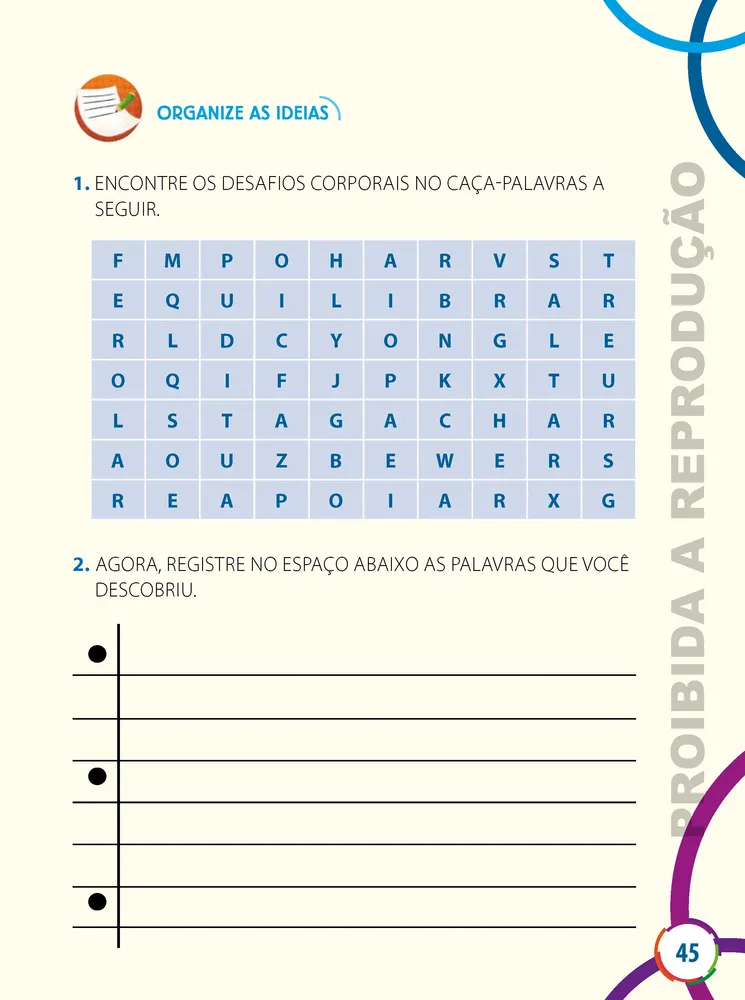 ORGANIZE AS IDEIAS
1. ENCONTRE OS DESAFIOS CORPORAIS NO CAÇA-PALAVRAS A
SEGUIR.
F M P O H A R V S T
E Q U I L I B R A R
R L D C Y O N G L E
O Q I F J P K X T U
L S T A G A C H A R
A O U Z B E W E R S
R E A P O I A R X G
2. AGORA, REGISTRE NO ESPAÇO ABAIXO AS PALAVRAS QUE VOCÊ
DESCOBRIU.
PROIBIDA A REPRODUÇÃO
45